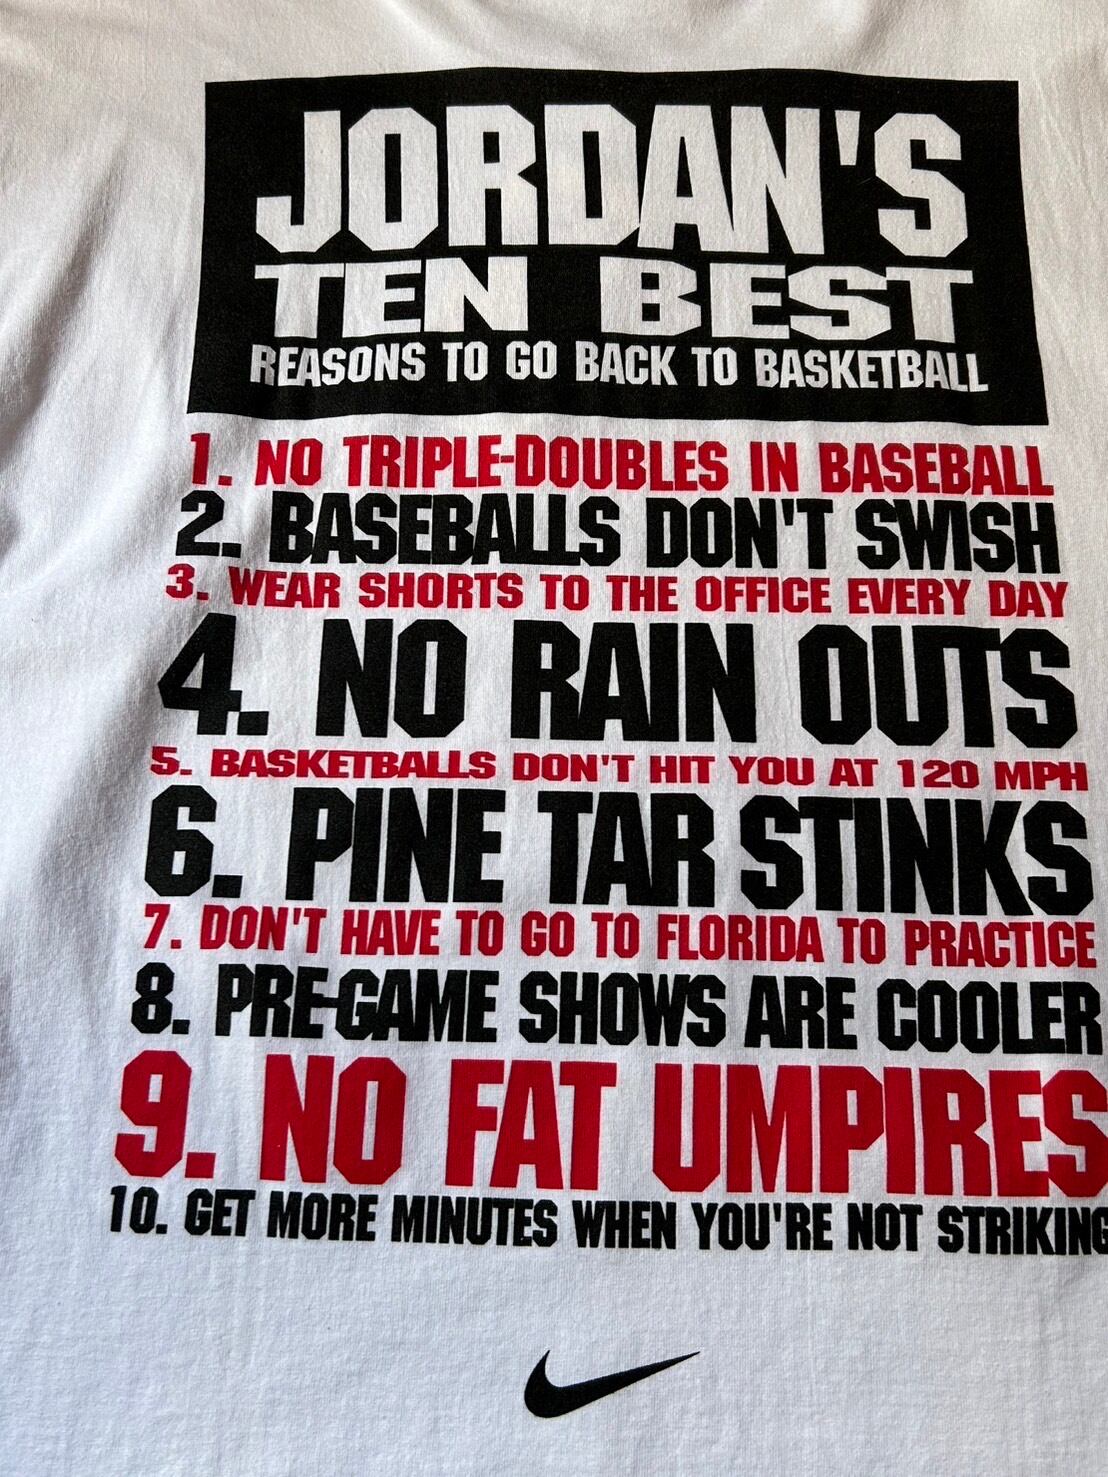 JORDAN'S
TEN BEST
REASONS TO GO BACK TO BASKETBALL
1. NO TRIPLE-DOUBLES IN BASEBALL
2. BASEBALLS DON'T SWISH
3. WEAR SHORTS TO THE OFFICE EVERY DAY
4. NO RAIN OUTS
5. BASKETBALLS DON'T HIT YOU AT 120 MPH
6. PINE TAR STINKS
7. DON'T HAVE TO GO TO FLORIDA TO PRACTICE
8. PRE-GAME SHOWS ARE COOLER
9. NO FAT UMPIRES
10. GET MORE MINUTES WHEN YOU'RE NOT STRIKING